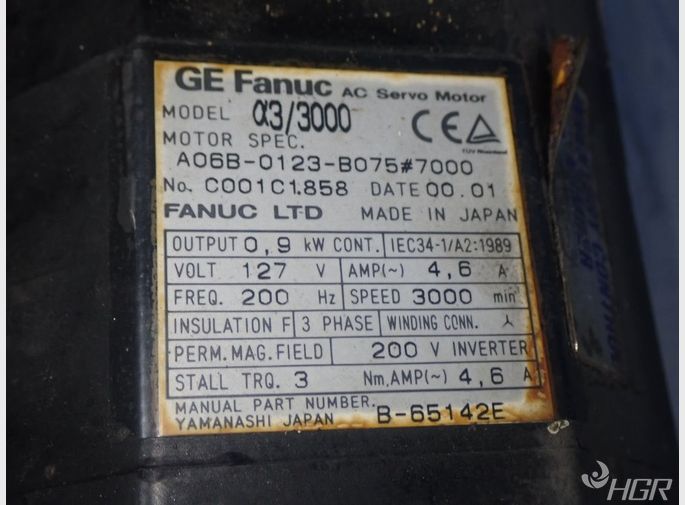 GE Fanuc AC Servo Motor
MODEL α3/3000
MOTOR SPEC.
A06B-0123-B075#7000
No. C001C1858 DATE 00.01
FANUC LTD MADE IN JAPAN
CE TÜV Rheinland
OUTPUT 0,9 kW CONT. IEC34-1/A2:1989
VOLT 127 V AMP(~) 4,6 A
FREQ. 200 Hz SPEED 3000 min
INSULATION F 3 PHASE WINDING CONN. ⅄
PERM.MAG.FIELD 200 V INVERTER
STALL TRQ. 3 Nm,AMP(~) 4,6 A
MANUAL PART NUMBER.
YAMANASHI JAPAN B-65142E
HGR